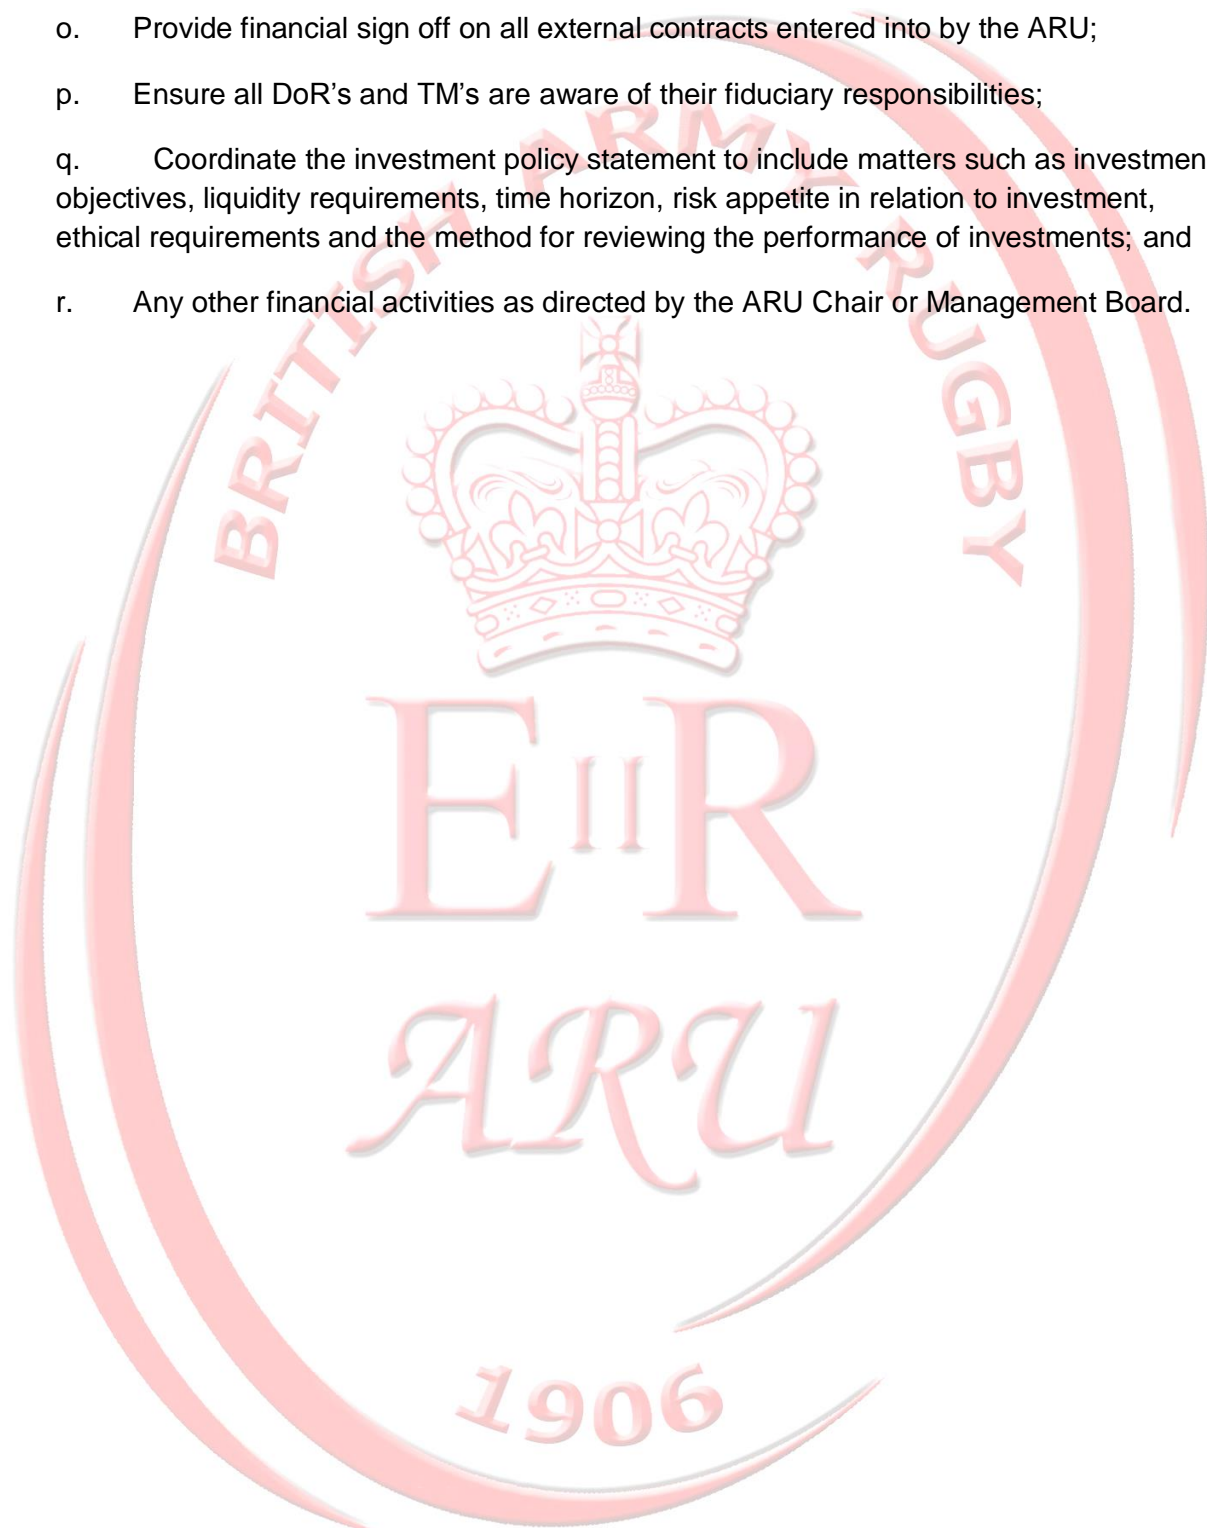 o. Provide financial sign off on all external contracts entered into by the ARU;
p. Ensure all DoR's and TM's are aware of their fiduciary responsibilities;
q. Coordinate the investment policy statement to include matters such as investmen
objectives, liquidity requirements, time horizon, risk appetite in relation to investment,
ethical requirements and the method for reviewing the performance of investments; and
r. Any other financial activities as directed by the ARU Chair or Management Board.
BRITISH ARMY RUGBY
EIIR
ARU
1906